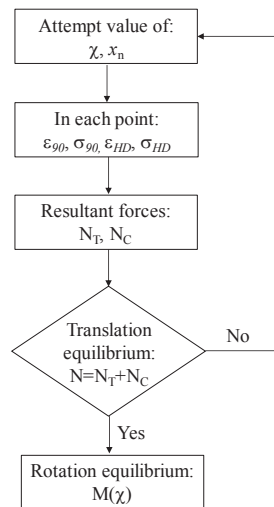 Attempt value of:
χ, xn
In each point:
ε90, σ90, εHD, σHD
Resultant forces:
NT, NC
Translation
equilibrium:
N=NT+NC
No
Yes
Rotation equilibrium:
M(χ)